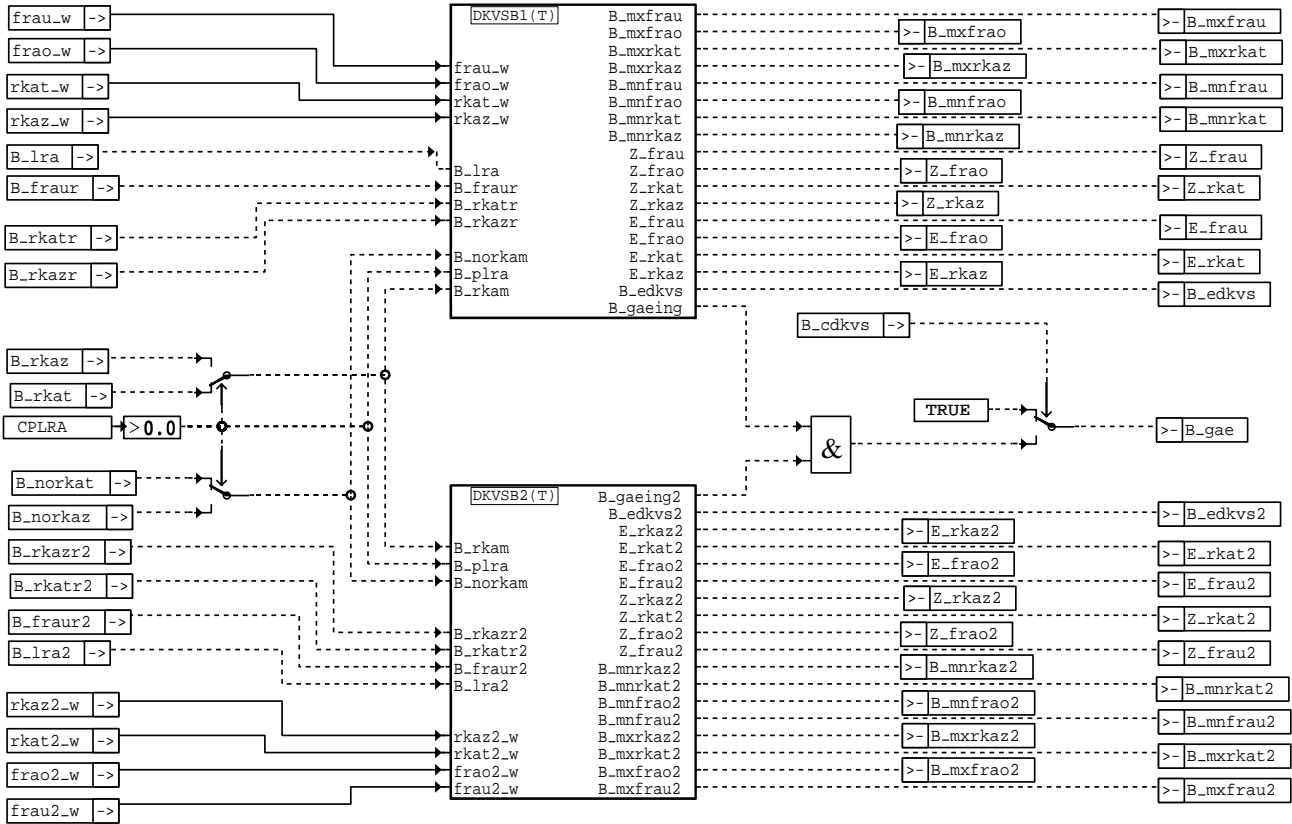 frau_w ->
frao_w ->
rkat_w ->
rkaz_w ->
B_lra ->
B_fraur ->
B_rkatr ->
B_rkazr ->
B_rkaz ->
B_rkat ->
CPLRA
>0.0
B_norkat ->
B_norkaz ->
B_rkazr2 ->
B_rkatr2 ->
B_fraur2 ->
B_lra2 ->
rkaz2_w ->
rkat2_w ->
frao2_w ->
frau2_w ->
DKVSB1(T)
frau_w
frao_w
rkat_w
rkaz_w
B_lra
B_fraur
B_rkatr
B_rkazr
B_norkam
B_plra
B_rkam
B_mxfrau
B_mxfrao
B_mxrkat
B_mxrkaz
B_mnfrau
B_mnfrao
B_mnrkat
B_mnrkaz
Z_frau
Z_frao
Z_rkat
Z_rkaz
E_frau
E_frao
E_rkat
E_rkaz
B_edkvs
B_gaeing
DKVSB2(T)
B_rkam
B_plra
B_norkam
B_rkazr2
B_rkatr2
B_fraur2
B_lra2
rkaz2_w
rkat2_w
frao2_w
frau2_w
B_gaeing2
B_edkvs2
E_rkaz2
E_rkat2
E_frao2
E_frau2
Z_rkaz2
Z_rkat2
Z_frao2
Z_frau2
B_mnrkaz2
B_mnrkat2
B_mnfrao2
B_mnfrau2
B_mxrkaz2
B_mxrkat2
B_mxfrao2
B_mxfrau2
>- B_mxfrao
>- B_mxrkaz
>- B_mnfrao
>- B_mnrkaz
>- Z_frao
>- Z_rkaz
>- E_frao
>- E_rkaz
B_cdkvs ->
TRUE
&
>- E_rkaz2
>- E_frao2
>- Z_rkaz2
>- Z_frao2
>- B_mnrkaz2
>- B_mnfrao2
>- B_mxrkaz2
>- B_mxfrao2
>- B_mxfrau
>- B_mxrkat
>- B_mnfrau
>- B_mnrkat
>- Z_frau
>- Z_rkat
>- E_frau
>- E_rkat
>- B_edkvs
>- B_gae
>- B_edkvs2
>- E_rkat2
>- E_frau2
>- Z_rkat2
>- Z_frau2
>- B_mnrkat2
>- B_mnfrau2
>- B_mxrkat2
>- B_mxfrau2